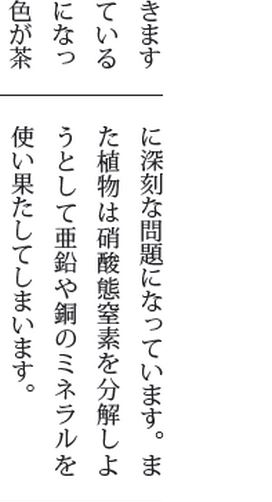 きます
ている
になっ
色が茶
に深刻な問題になっています。ま
た植物は硝酸態窒素を分解しよ
うとして亜鉛や銅のミネラルを
使い果たしてしまいます。